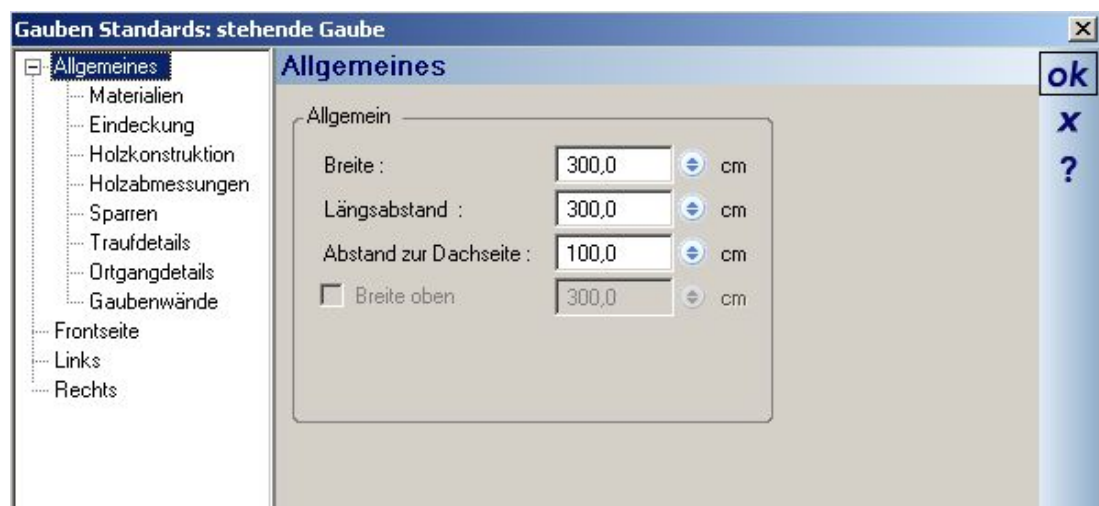 Gauben Standards: stehende Gaube
Allgemeines
Materialien
Eindeckung
Holzkonstruktion
Holzabmessungen
Sparren
Traufdetails
Ortgangdetails
Gaubenwände
Frontseite
Links
Rechts
Allgemeines
Allgemein
Breite : 300,0 cm
Längsabstand : 300,0 cm
Abstand zur Dachseite : 100,0 cm
Breite oben 300,0 cm
ok
x
?